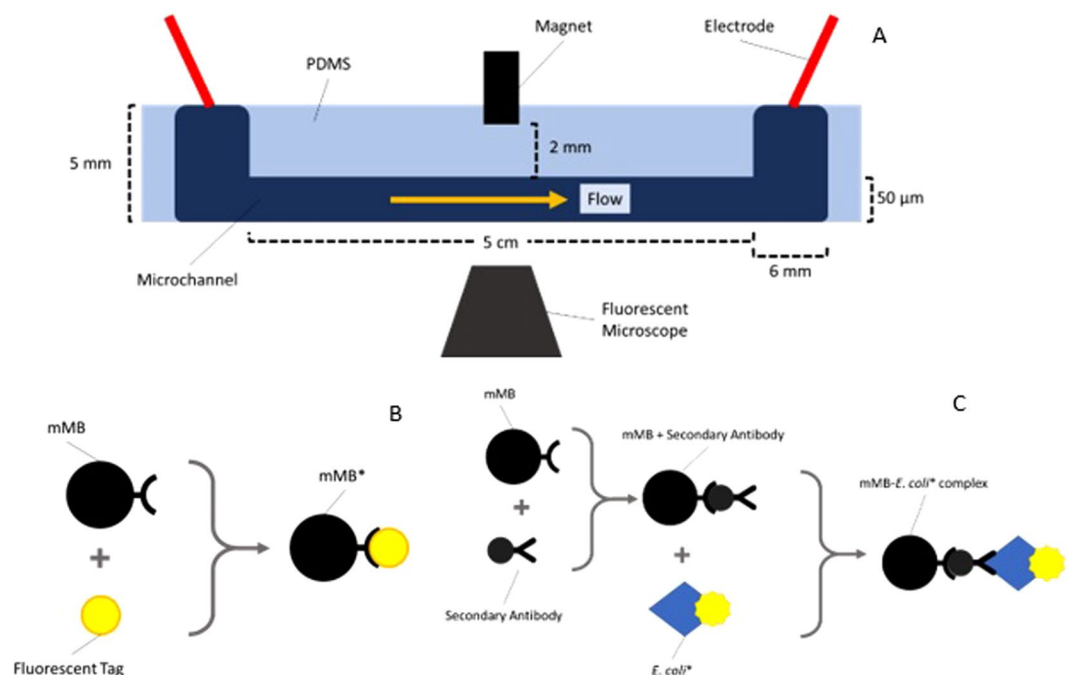 Magnet
Electrode
A
PDMS
5 mm
2 mm
Flow
50 µm
5 cm
6 mm
Microchannel
Fluorescent
Microscope
B
mMB
mMB*
+
Fluorescent Tag
C
mMB
mMB + Secondary Antibody
+
Secondary Antibody
+
E. coli*
mMB-E. coli* complex